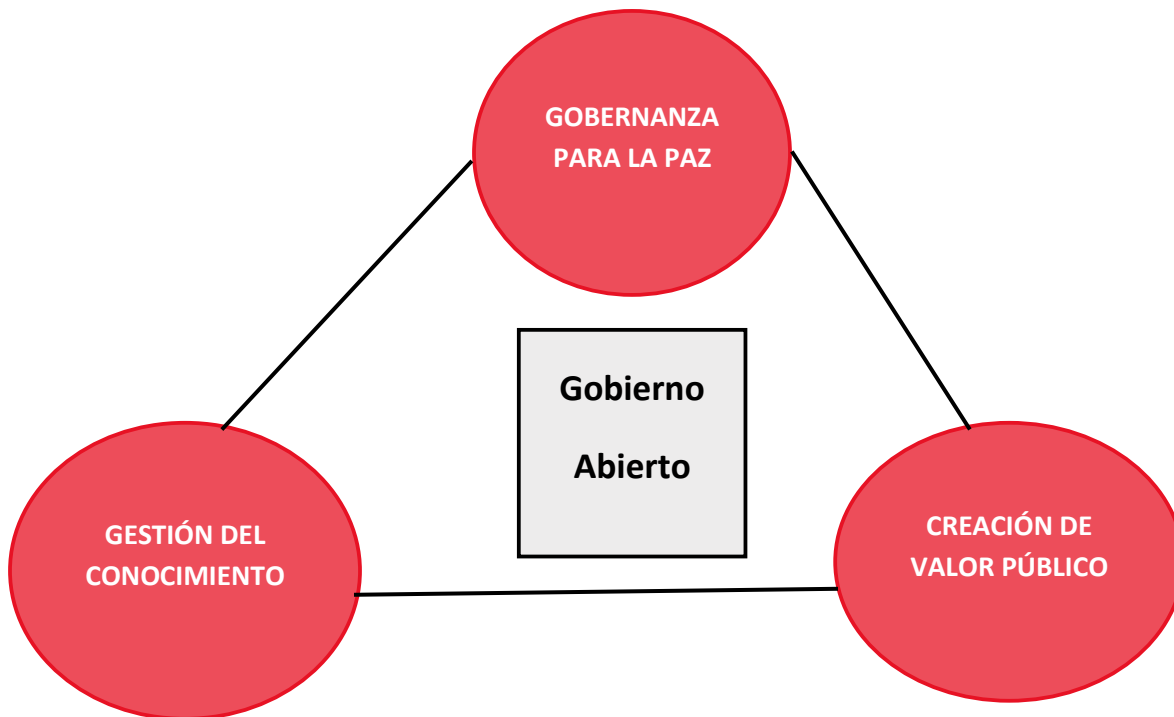 GOBERNANZA
PARA LA PAZ
Gobierno
Abierto
GESTIÓN DEL
CONOCIMIENTO
CREACIÓN DE
VALOR PÚBLICO